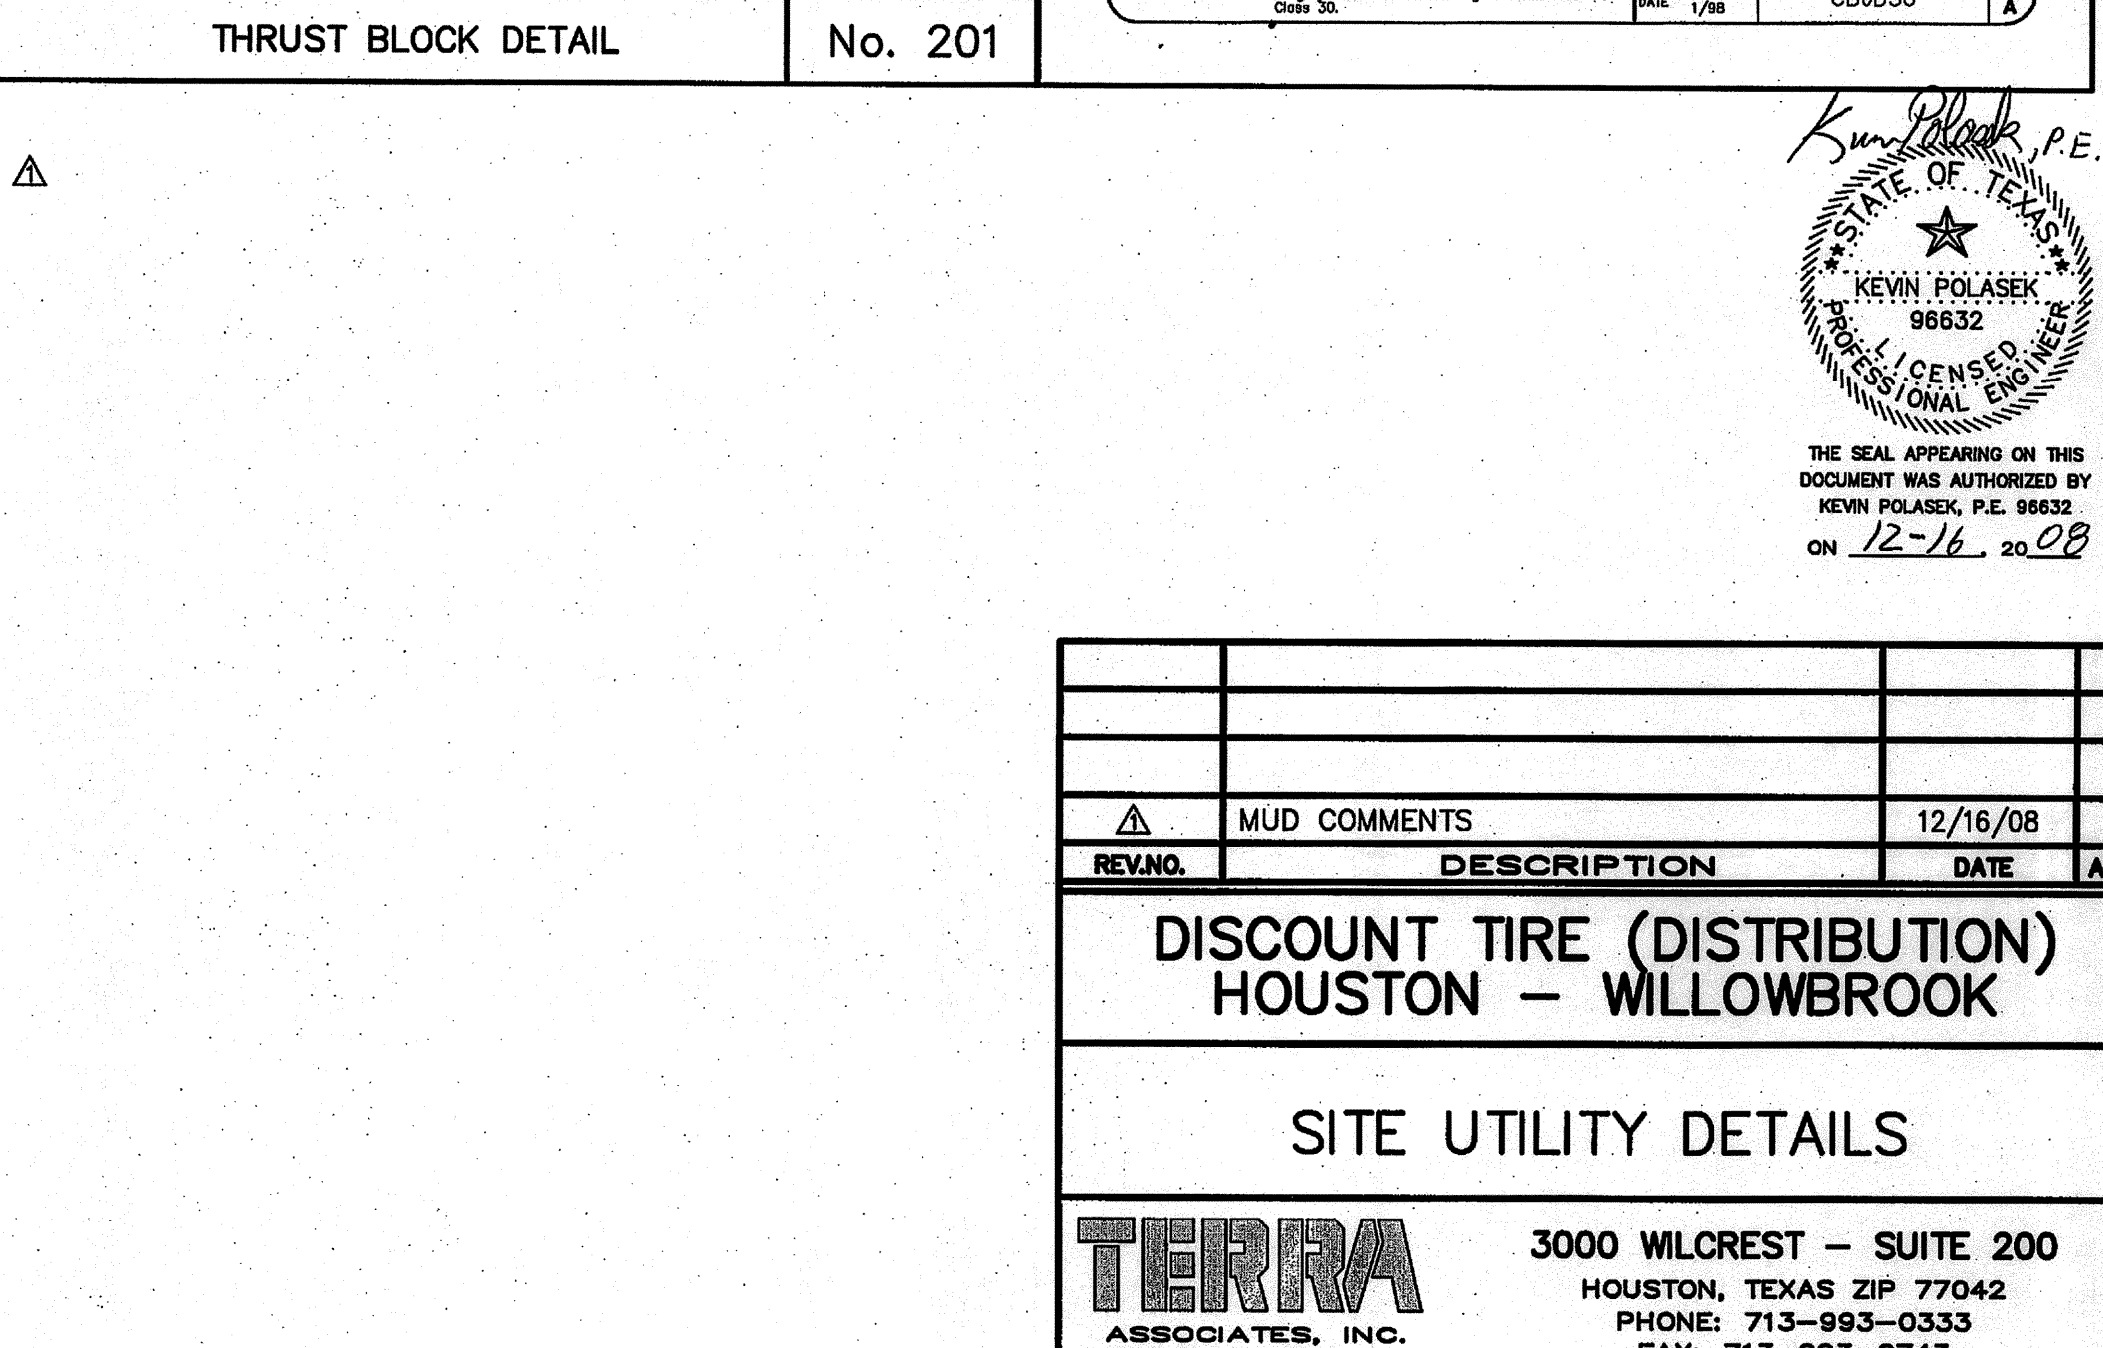 Class 30.
DATE 1/98
A
THRUST BLOCK DETAIL
No. 201
1
Polasek, P.E.
STATE OF TEXAS
KEVIN POLASEK
96632
LICENSED
PROFESSIONAL ENGINEER
THE SEAL APPEARING ON THIS
DOCUMENT WAS AUTHORIZED BY
KEVIN POLASEK, P.E. 96632
ON 12-16, 2008
1 MUD COMMENTS 12/16/08
REV.NO. DESCRIPTION DATE A
DISCOUNT TIRE (DISTRIBUTION)
HOUSTON – WILLOWBROOK
SITE UTILITY DETAILS
TERRA
ASSOCIATES, INC.
3000 WILCREST – SUITE 200
HOUSTON, TEXAS ZIP 77042
PHONE: 713–993–0333